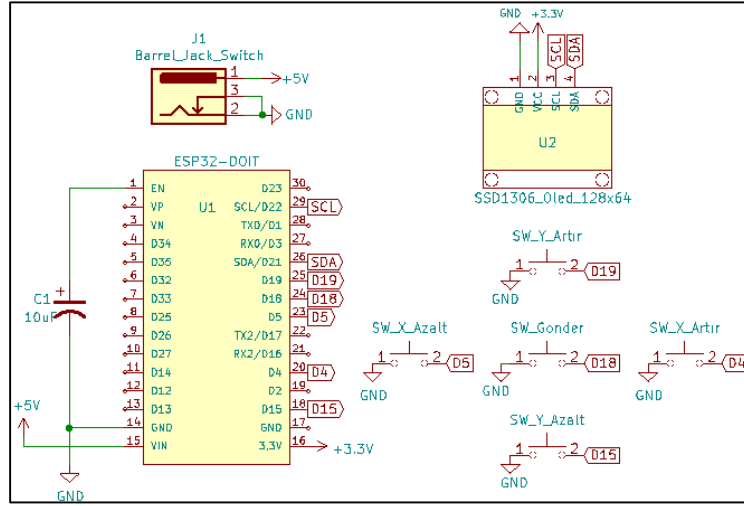 J1
Barrel_Jack_Switch
1
+5V
3
2
GND
GND
+3.3V
SCL
SDA
1
2
3
4
GND
VCC
SCL
SDA
U2
SSD1306_Oled_128x64
ESP32-DOIT
U1
1 EN
2 VP
3 VN
4 D34
5 D35
6 D32
7 D33
8 D25
9 D26
10 D27
11 D14
12 D12
13 D13
14 GND
15 VIN
D23 30
SCL/D22 29 SCL
TXD/D1 28
RX0/D3 27
SDA/D21 26 SDA
D19 25 D19
D18 24 D18
D5 23 D5
TX2/D17 22
RX2/D16 21
D4 20 D4
D2 19
D15 18 D15
GND 17
3,3V 16 +3.3V
C1
+
10uF
+5V
GND
SW_Y_Artır
1 2 D19
GND
SW_X_Azalt
1 2 D5
GND
SW_Gonder
1 2 D18
GND
SW_X_Artır
1 2 D4
GND
SW_Y_Azalt
1 2 D15
GND